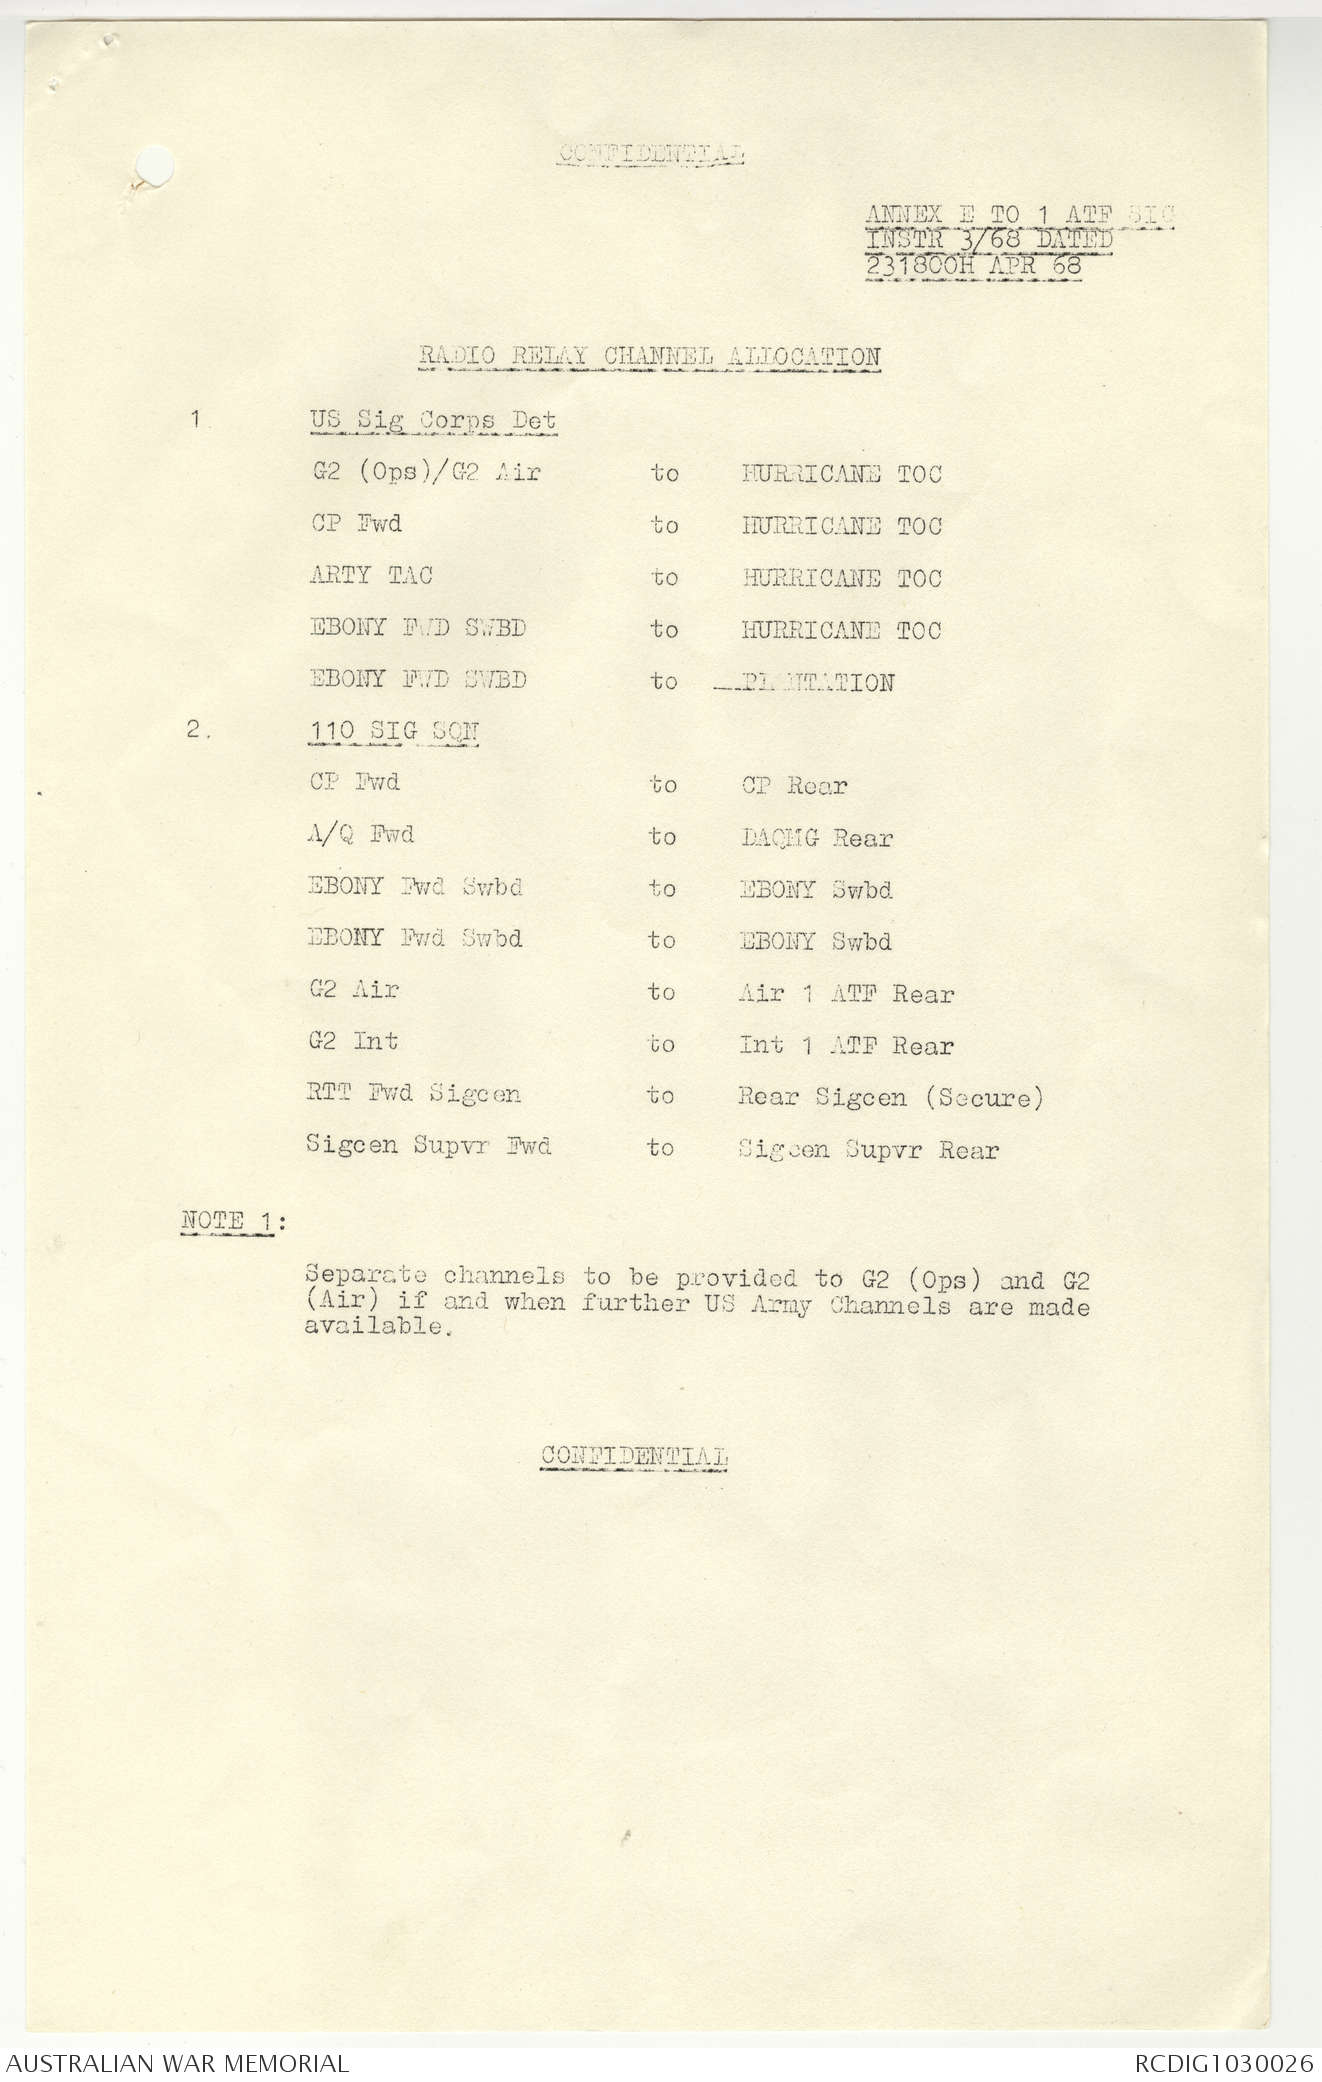 CONFIDENTIAL
ANNEX E TO 1 ATF SIG
INSTR 3/68 DATED
231800H APR 68
RADIO RELAY CHANNEL ALLOCATION
1. US Sig Corps Det
G2 (Ops)/G2 Air to HURRICANE TOC
CP Fwd to HURRICANE TOC
ARTY TAC to HURRICANE TOC
EBONY FWD SWBD to HURRICANE TOC
EBONY FWD SWBD to PLANTATION
2. 110 SIG SQN
CP Fwd to CP Rear
A/Q Fwd to DAQMG Rear
EBONY Fwd Swbd to EBONY Swbd
EBONY Fwd Swbd to EBONY Swbd
G2 Air to Air 1 ATF Rear
G2 Int to Int 1 ATF Rear
RTT Fwd Sigcen to Rear Sigcen (Secure)
Sigcen Supvr Fwd to Sigcen Supvr Rear
NOTE 1:
Separate channels to be provided to G2 (Ops) and G2
(Air) if and when further US Army Channels are made
available.
CONFIDENTIAL
AUSTRALIAN WAR MEMORIAL RCDIG1030026